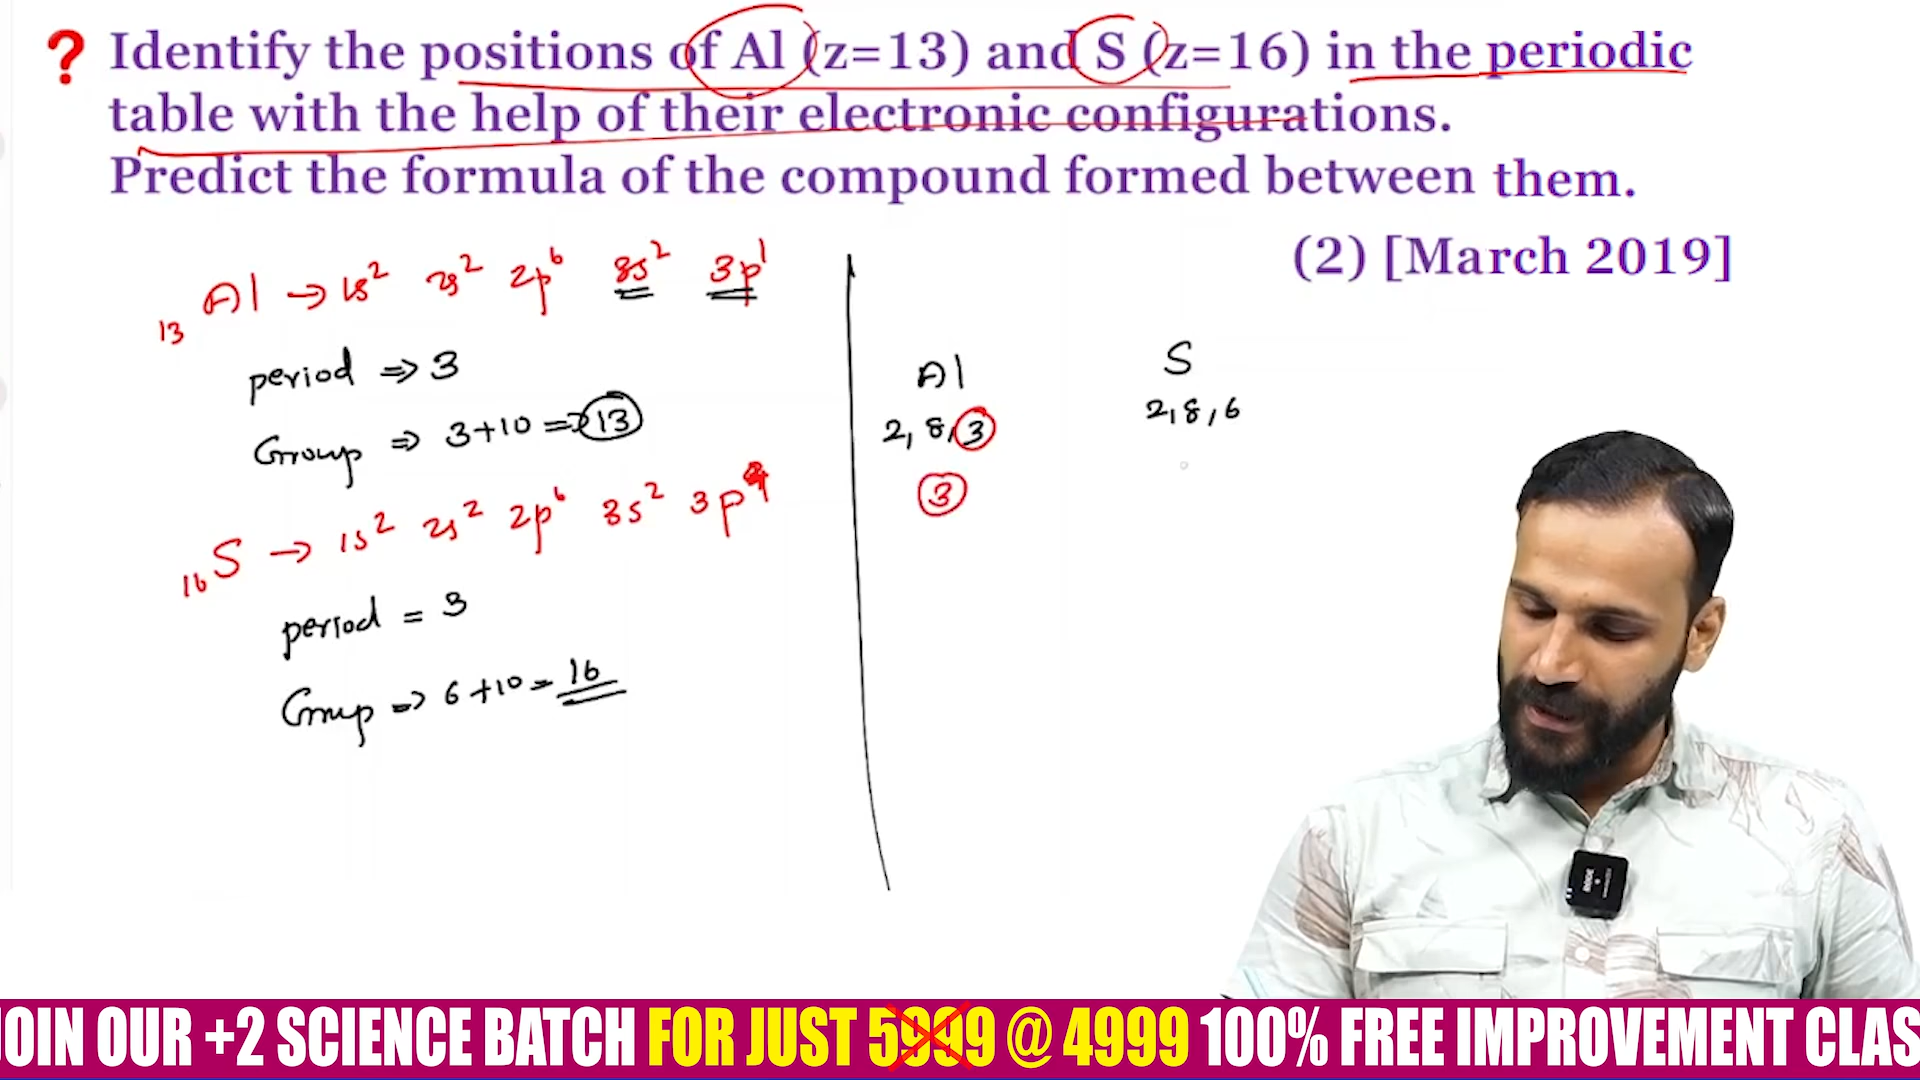 ? Identify the positions of Al (z=13) and S (z=16) in the periodic
table with the help of their electronic configurations.
Predict the formula of the compound formed between them.
(2) [March 2019]
13 Al → 1s² 2s² 2p⁶ 3s² 3p¹
period ⇒ 3
Group ⇒ 3+10 ⇒ 13
16 S → 1s² 2s² 2p⁶ 3s² 3p⁴
period = 3
Group ⇒ 6+10 = 16
Al S
2, 8, 3 2, 8, 6
3
JOIN OUR +2 SCIENCE BATCH FOR JUST 5999 @ 4999 100% FREE IMPROVEMENT CLAS